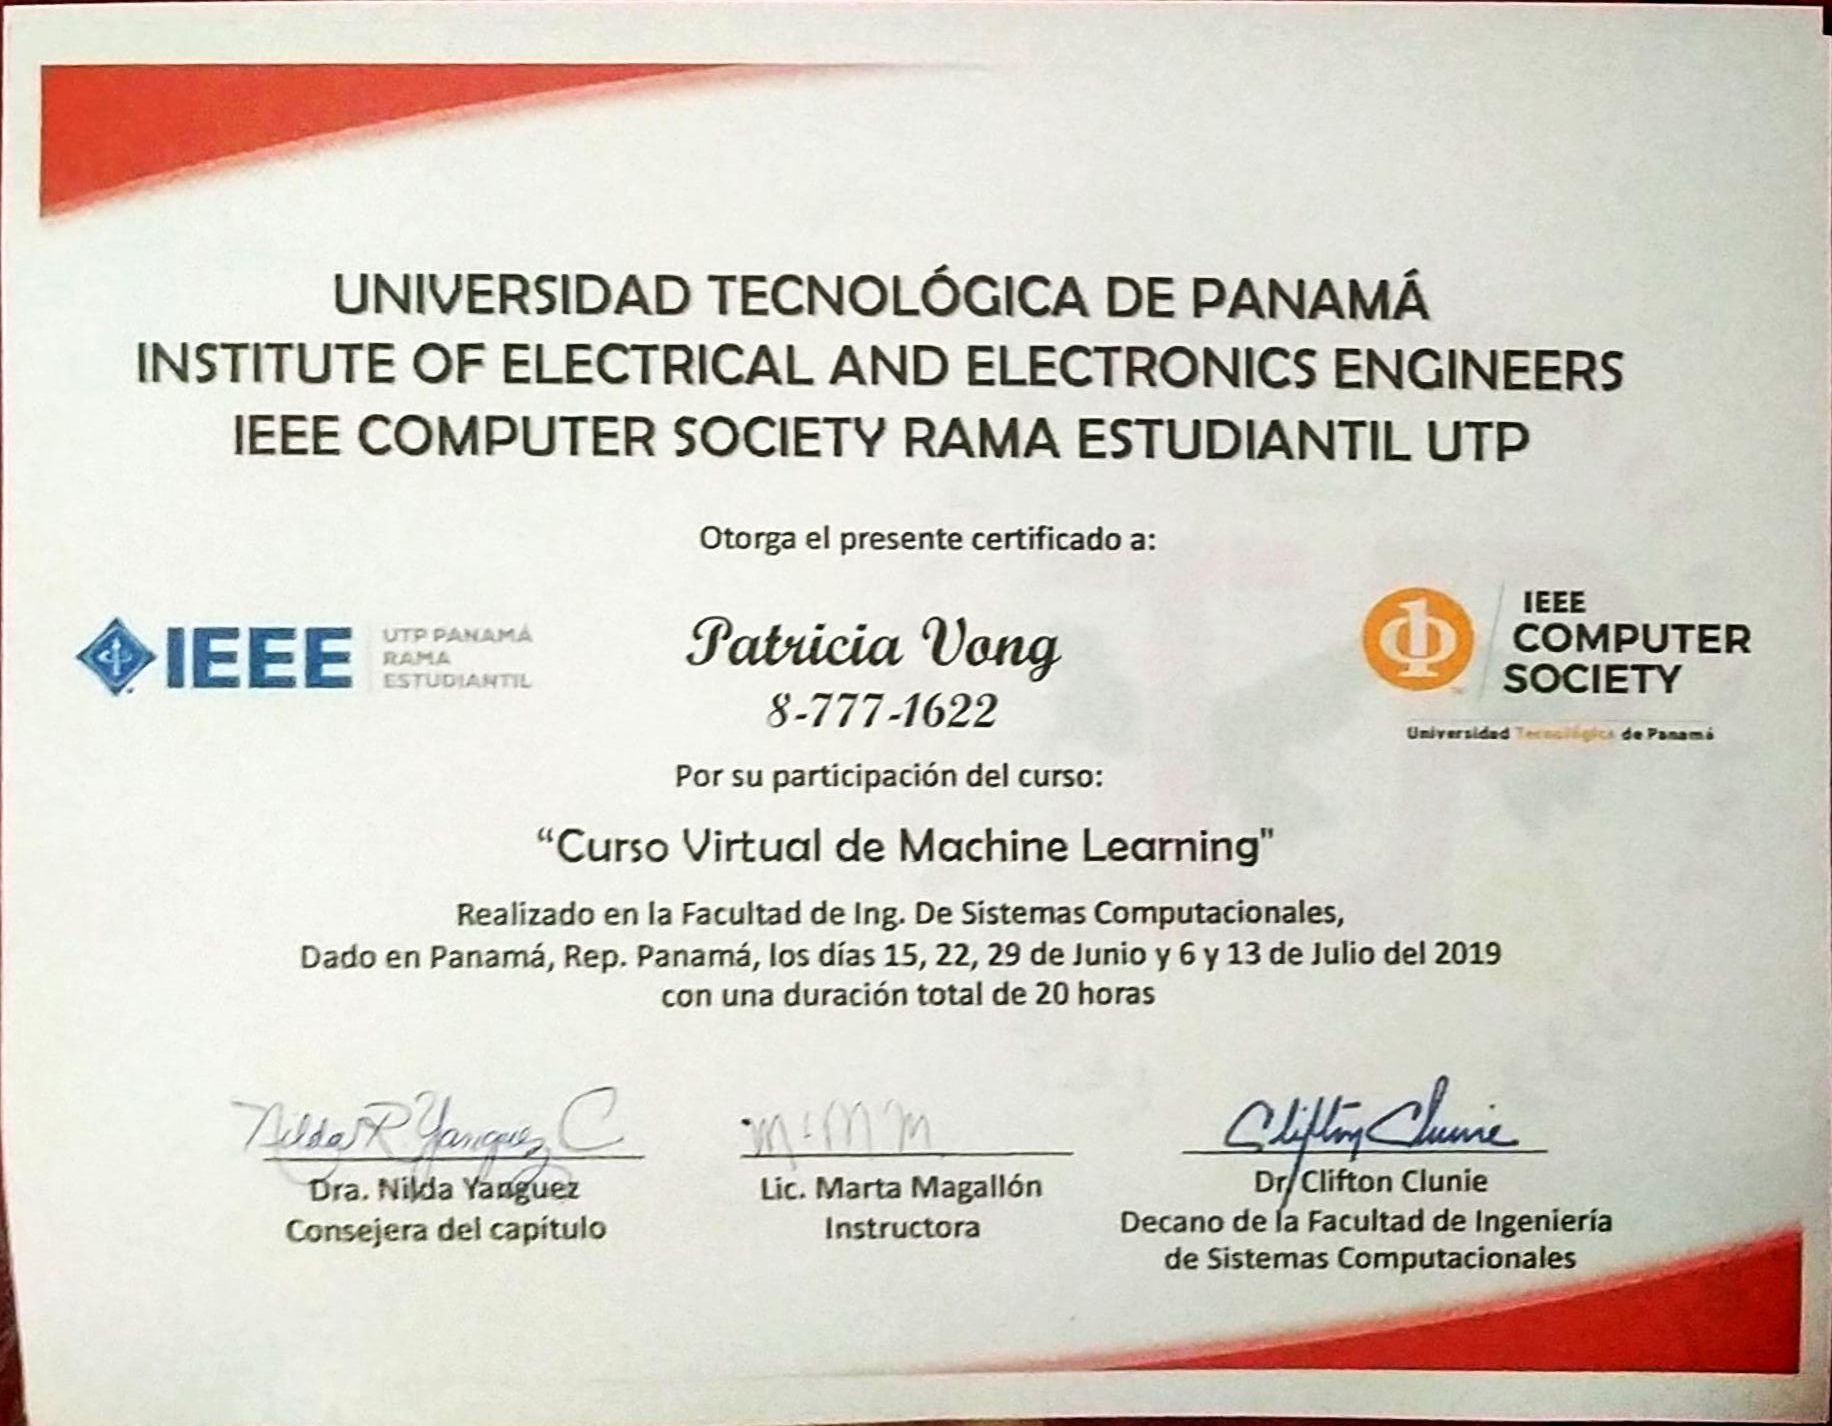 UNIVERSIDAD TECNOLÓGICA DE PANAMÁ
INSTITUTE OF ELECTRICAL AND ELECTRONICS ENGINEERS
IEEE COMPUTER SOCIETY RAMA ESTUDIANTIL UTP
Otorga el presente certificado a:
IEEE
UTP PANAMÁ
RAMA
ESTUDIANTIL
Patricia Vong
8-777-1622
IEEE
COMPUTER
SOCIETY
Universidad Tecnológica de Panamá
Por su participación del curso:
“Curso Virtual de Machine Learning"
Realizado en la Facultad de Ing. De Sistemas Computacionales,
Dado en Panamá, Rep. Panamá, los días 15, 22, 29 de Junio y 6 y 13 de Julio del 2019
con una duración total de 20 horas
Nilda R Yanguez C
Dra. Nilda Yanguez
Consejera del capítulo
Lic. Marta Magallón
Instructora
Clifton Clunie
Dr. Clifton Clunie
Decano de la Facultad de Ingeniería
de Sistemas Computacionales